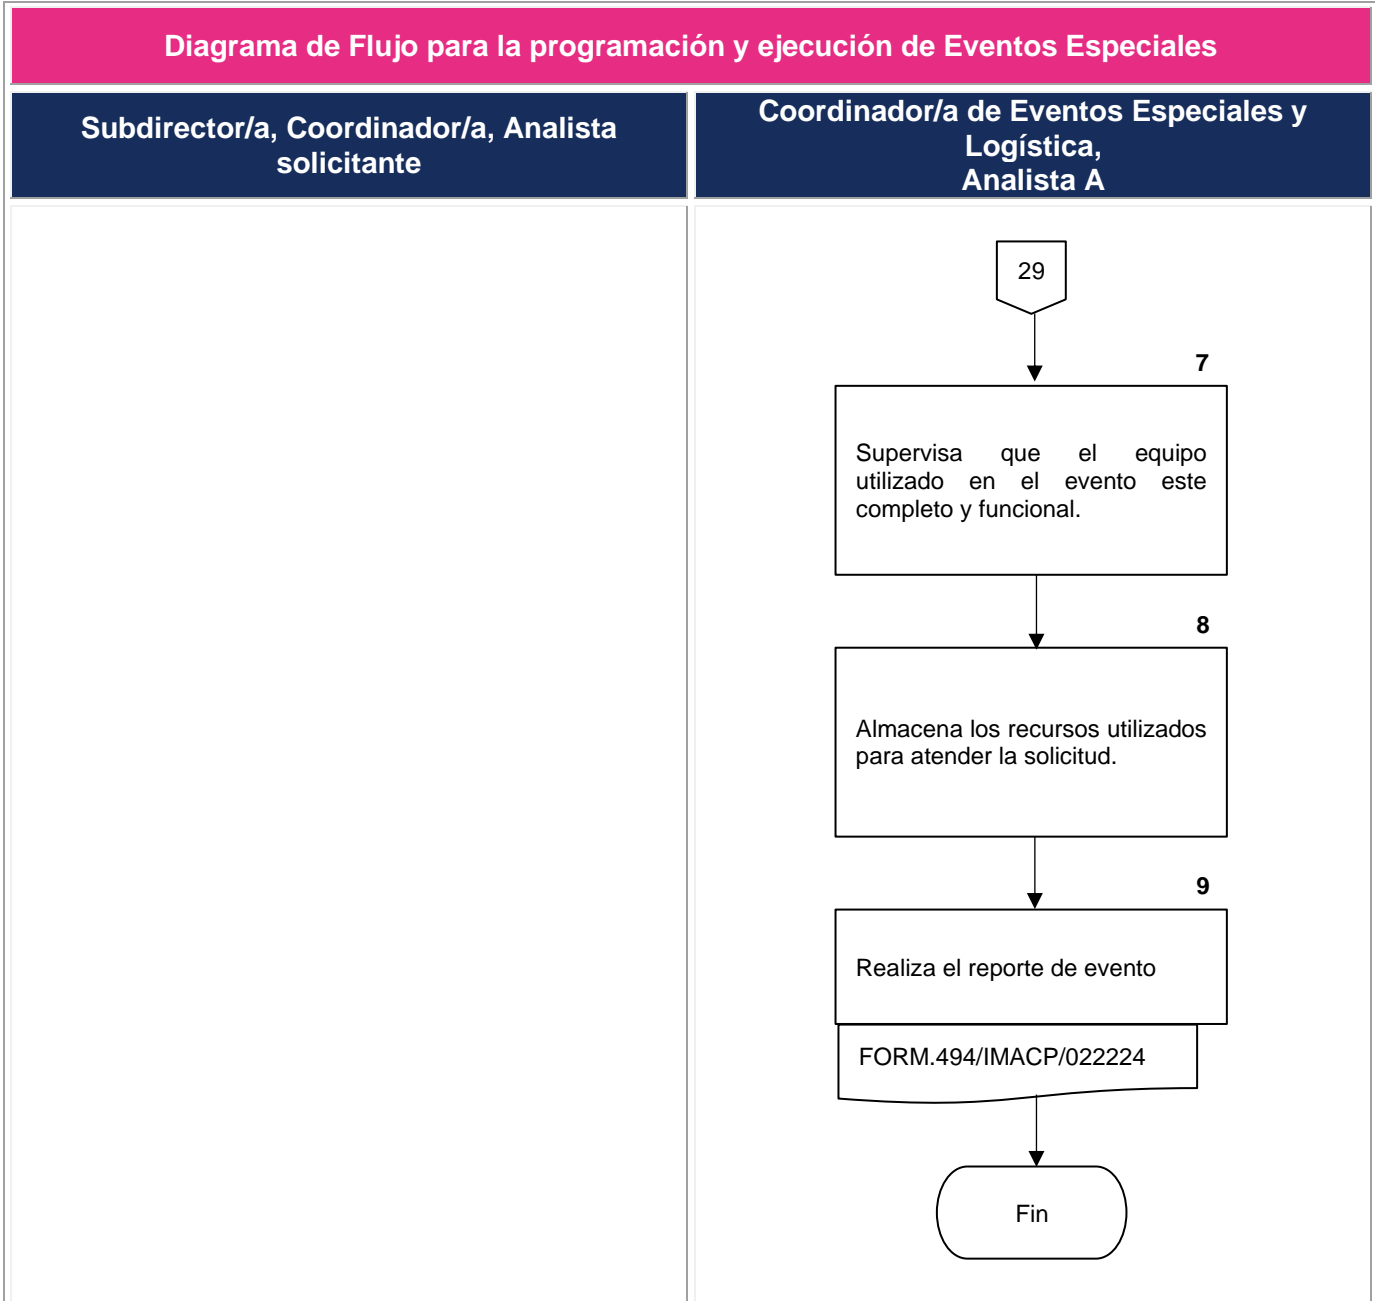 Diagrama de Flujo para la programación y ejecución de Eventos Especiales
Subdirector/a, Coordinador/a, Analista
solicitante
Coordinador/a de Eventos Especiales y
Logística,
Analista A
29
7
Supervisa que el equipo
utilizado en el evento este
completo y funcional.
8
Almacena los recursos utilizados
para atender la solicitud.
9
Realiza el reporte de evento
FORM.494/IMACP/022224
Fin